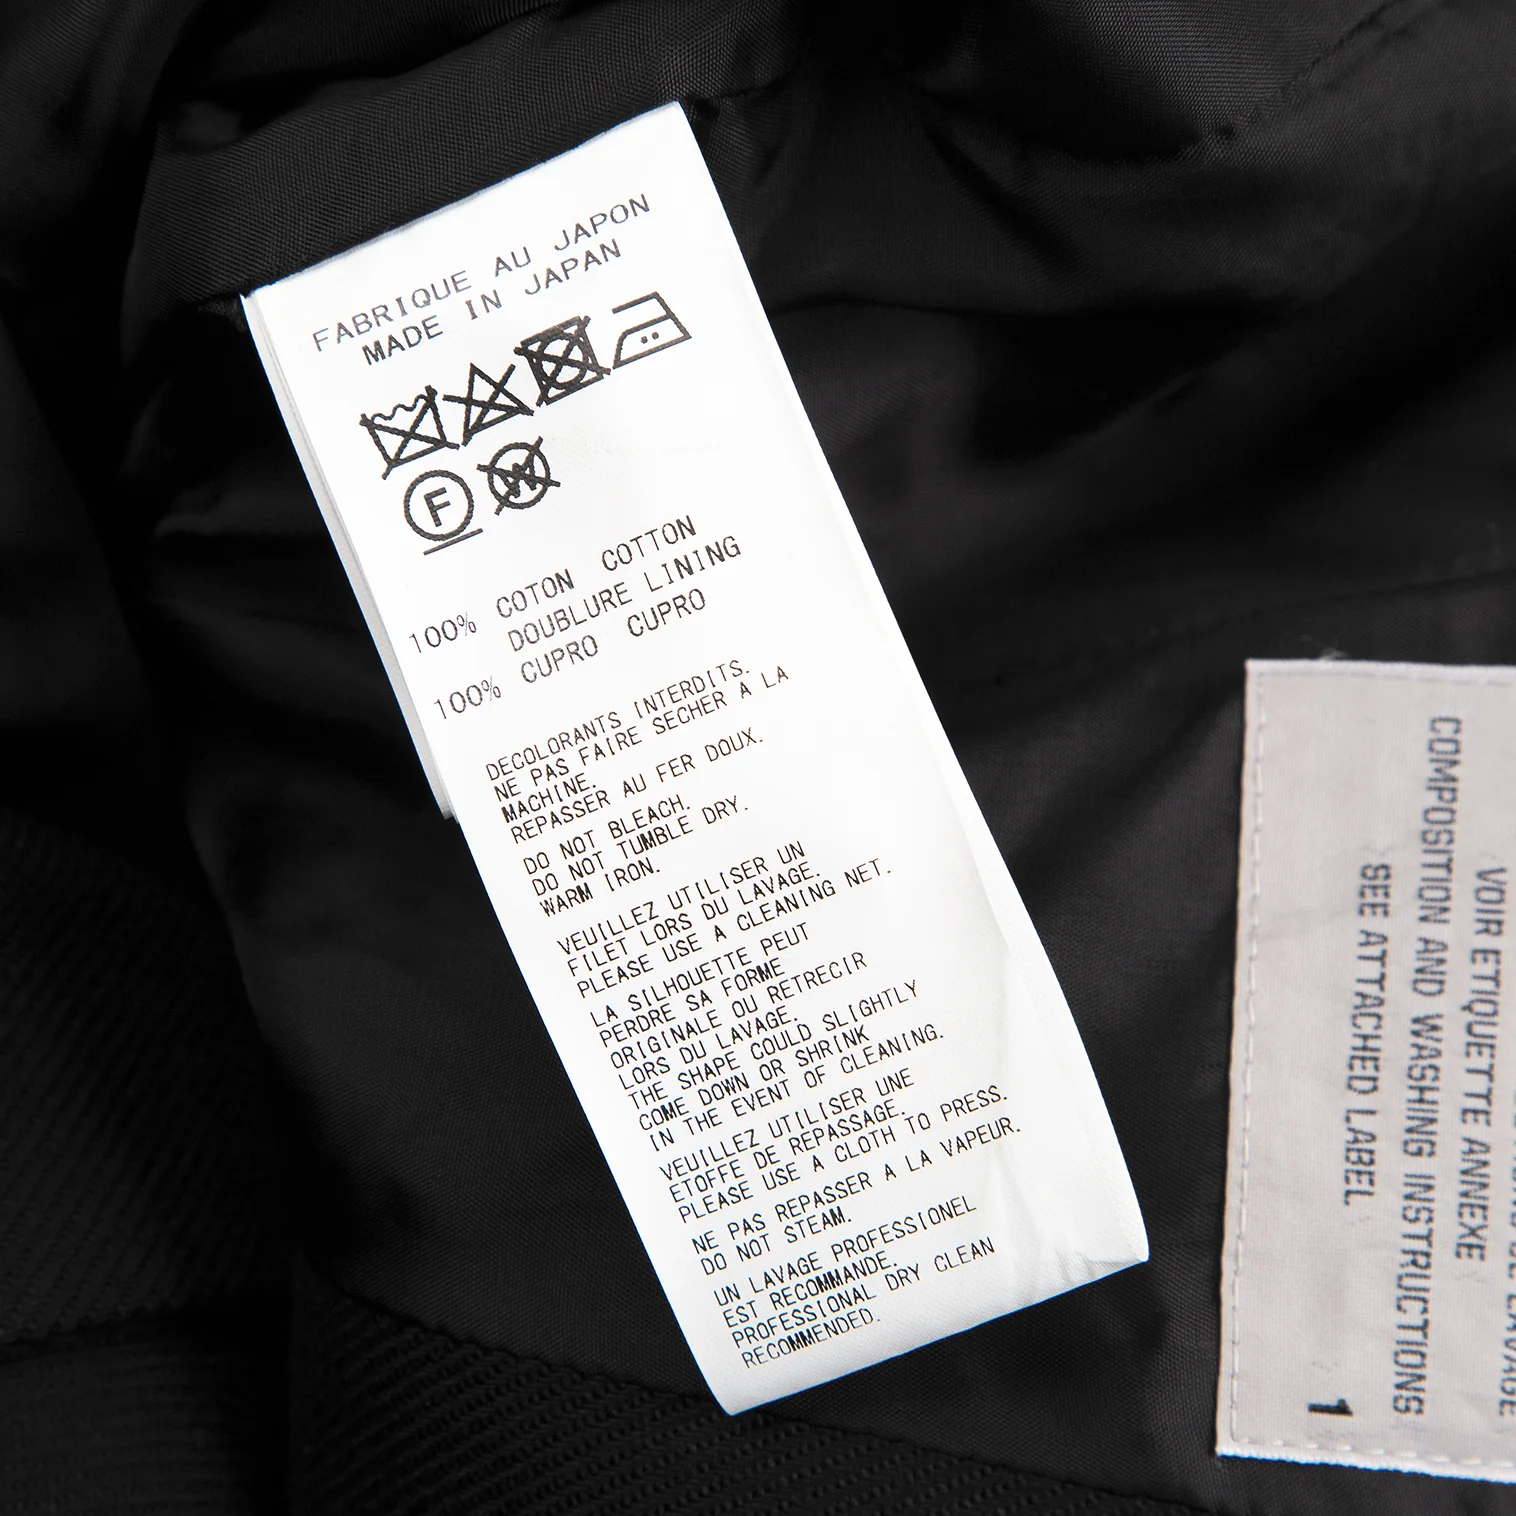 FABRIQUE AU JAPON
MADE IN JAPAN
F
W
100% COTON COTTON
DOUBLURE LINING
100% CUPRO CUPRO
DECOLORANTS INTERDITS.
NE PAS FAIRE SECHER A LA
MACHINE.
REPASSER AU FER DOUX.
DO NOT BLEACH.
DO NOT TUMBLE DRY.
WARM IRON.
VEUILLEZ UTILISER UN
FILET LORS DU LAVAGE.
PLEASE USE A CLEANING NET.
LA SILHOUETTE PEUT
PERDRE SA FORME
ORIGINALE OU RETRECIR
LORS DU LAVAGE.
THE SHAPE COULD SLIGHTLY
COME DOWN OR SHRINK
IN THE EVENT OF CLEANING.
VEUILLEZ UTILISER UNE
ETOFFE DE REPASSAGE.
PLEASE USE A CLOTH TO PRESS.
NE PAS REPASSER A LA VAPEUR.
DO NOT STEAM.
UN LAVAGE PROFESSIONEL
EST RECOMMANDE.
PROFESSIONAL DRY CLEAN
RECOMMENDED.
VOIR ETIQUETTE ANNEXE
COMPOSITION AND WASHING INSTRUCTIONS
SEE ATTACHED LABEL
1